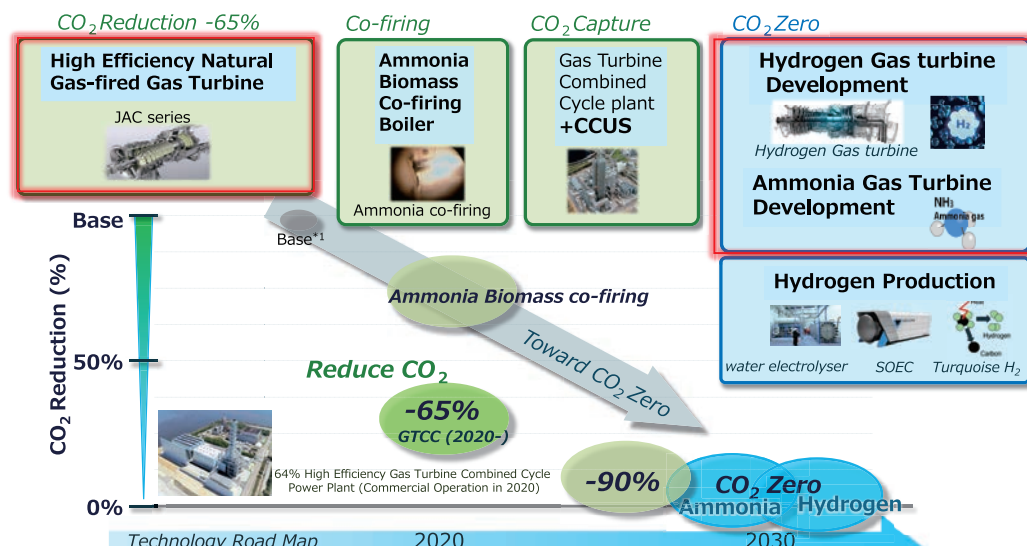 CO2 Reduction -65%
High Efficiency Natural
Gas-fired Gas Turbine
JAC series
Co-firing
Ammonia
Biomass
Co-firing
Boiler
Ammonia co-firing
CO2 Capture
Gas Turbine
Combined
Cycle plant
+CCUS
CO2 Zero
Hydrogen Gas turbine
Development
H2
Hydrogen Gas turbine
Ammonia Gas Turbine
Development
NH3
Ammonia gas
Hydrogen Production
Hydrogen
Carbon
water electrolyser
SOEC
Turquoise H2
CO2 Reduction (%)
Base
50%
0%
Base*1
Ammonia Biomass co-firing
Toward CO2 Zero
Reduce CO2
-65%
GTCC (2020-)
64% High Efficiency Gas Turbine Combined Cycle
Power Plant (Commercial Operation in 2020)
-90%
CO2 Zero
Ammonia
Hydrogen
Technology Road Map
2020
2030